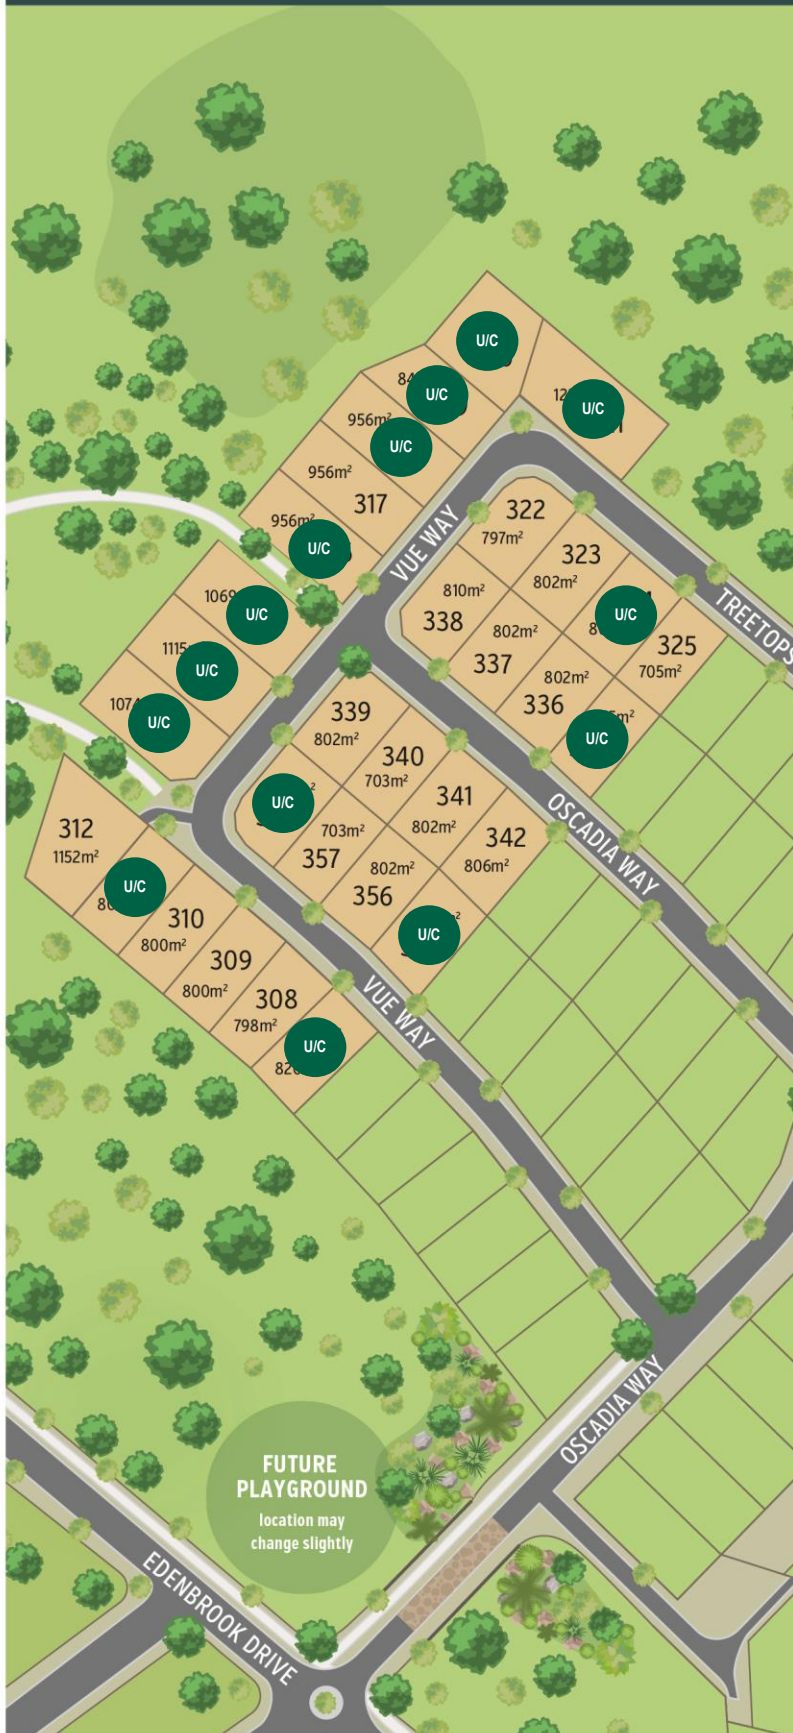 U/C
U/C
84
U/C
12
U/C
956m²
U/C
956m²
317
956m²
U/C
VUE WAY
322
797m²
323
802m²
U/C
TREETOPS
325
705m²
810m²
338
802m²
337
802m²
336
U/C
1069
U/C
1115
U/C
1074
U/C
339
802m²
340
703m²
341
802m²
342
806m²
U/C
703m²
357
802m²
356
U/C
OSCADIA WAY
312
1152m²
U/C
310
800m²
309
800m²
308
798m²
U/C
82
VUE WAY
OSCADIA WAY
FUTURE
PLAYGROUND
location may
change slightly
EDENBROOK DRIVE